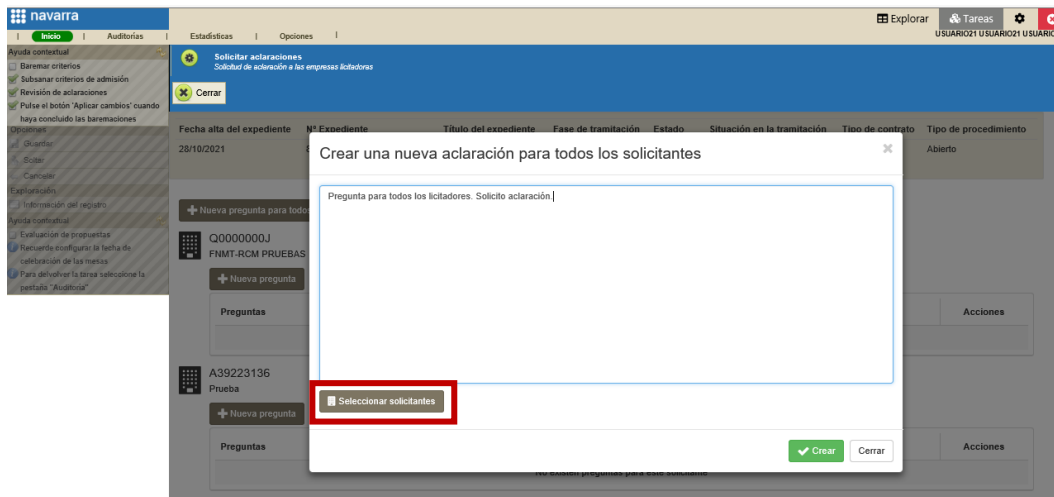 navarra
Explorar
Tareas
Inicio | Auditorías | Estadísticas | Opciones |
USUARIO21 USUARIO21 USUARIO
Ayuda contextual
Baremar criterios
Subsanar criterios de admisión
Revisión de aclaraciones
Pulse el botón 'Aplicar cambios' cuando
haya concluido las baremaciones
Opciones
Guardar
Soltar
Cancelar
Exploración
Información del registro
Ayuda contextual
Evaluación de propuestas
Recuerde configurar la fecha de
celebración de las mesas
Para delvolver la tarea seleccione la
pestaña "Auditoría"
Solicitar aclaraciones
Solicitud de aclaración a las empresas licitadoras
Cerrar
Fecha alta del expediente Nº Expediente Título del expediente Fase de tramitación Estado Situación en la tramitación Tipo de contrato Tipo de procedimiento
28/10/2021 Abierto
Crear una nueva aclaración para todos los solicitantes
Pregunta para todos los licitadores. Solicito aclaración.
Seleccionar solicitantes
Crear
Cerrar
Nueva pregunta para todos
Q0000000J
FNMT-RCM PRUEBAS
Nueva pregunta
Preguntas Acciones
A39223136
Prueba
Nueva pregunta
Preguntas Acciones
No existen preguntas para este solicitante